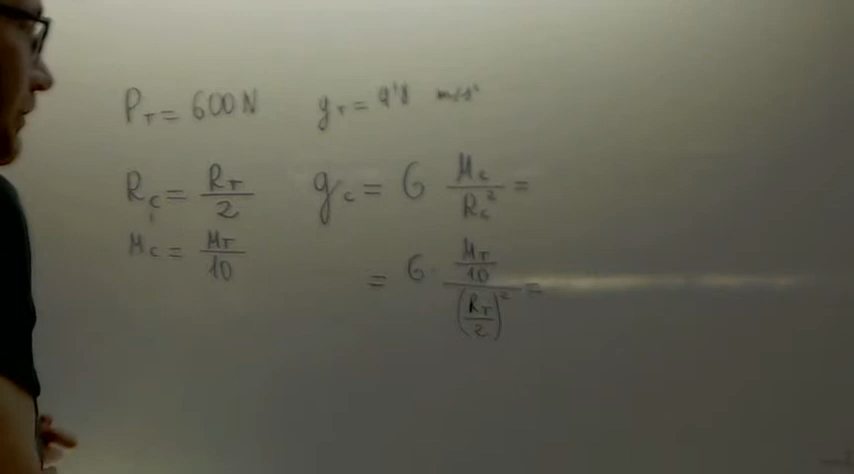 P_T = 600 N g_T = 9'8 m/s²
R_C = R_T/2 g_C = G M_C/R_C² =
M_C = M_T/10
= G · (M_T/10)/(R_T/2)² =